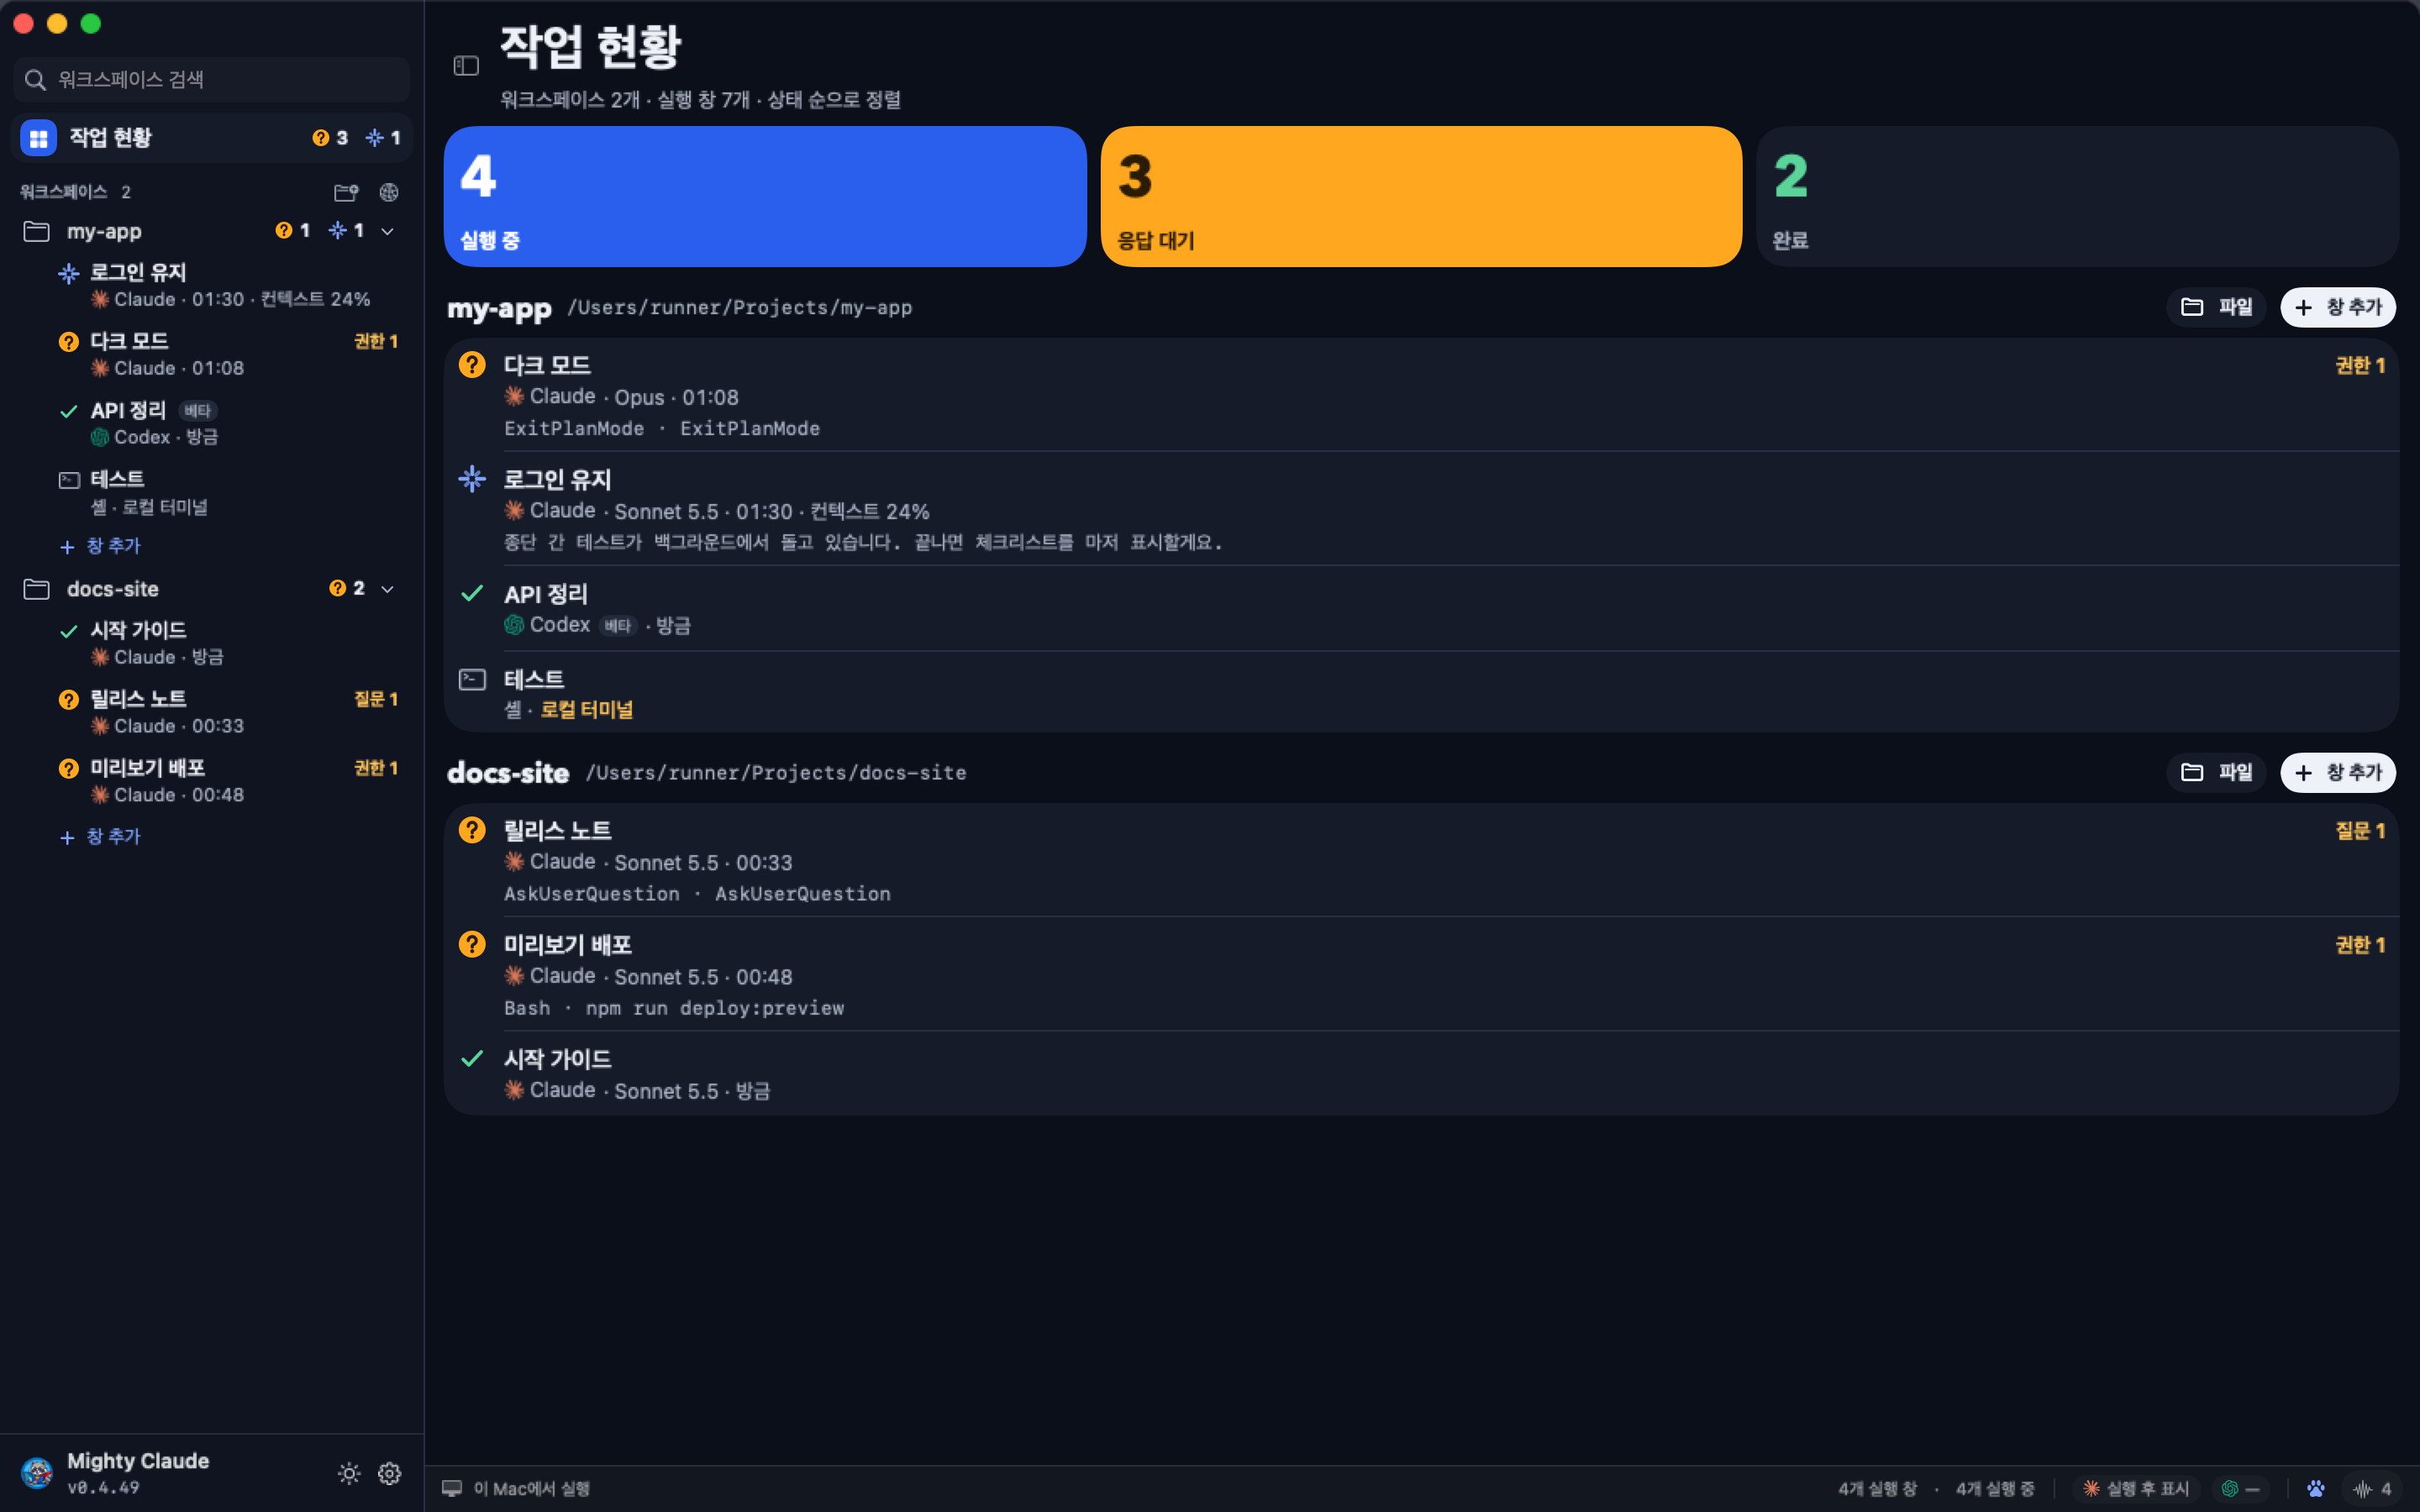 워크스페이스 검색
작업 현황 3 1
워크스페이스 2
my-app 1 1
로그인 유지
Claude · 01:30 · 컨텍스트 24%
다크 모드 권한 1
Claude · 01:08
API 정리 베타
Codex · 방금
테스트
셸 · 로컬 터미널
+ 창 추가
docs-site 2
시작 가이드
Claude · 방금
릴리스 노트 질문 1
Claude · 00:33
미리보기 배포 권한 1
Claude · 00:48
+ 창 추가
Mighty Claude
v0.4.49
작업 현황
워크스페이스 2개 · 실행 창 7개 · 상태 순으로 정렬
4
실행 중
3
응답 대기
2
완료
my-app /Users/runner/Projects/my-app 파일 + 창 추가
다크 모드 권한 1
Claude · Opus · 01:08
ExitPlanMode · ExitPlanMode
로그인 유지
Claude · Sonnet 5.5 · 01:30 · 컨텍스트 24%
종단 간 테스트가 백그라운드에서 돌고 있습니다. 끝나면 체크리스트를 마저 표시할게요.
API 정리
Codex 베타 · 방금
테스트
셸 · 로컬 터미널
docs-site /Users/runner/Projects/docs-site 파일 + 창 추가
릴리스 노트 질문 1
Claude · Sonnet 5.5 · 00:33
AskUserQuestion · AskUserQuestion
미리보기 배포 권한 1
Claude · Sonnet 5.5 · 00:48
Bash · npm run deploy:preview
시작 가이드
Claude · Sonnet 5.5 · 방금
이 Mac에서 실행 4개 실행 창 · 4개 실행 중 실행 후 표시 — 4